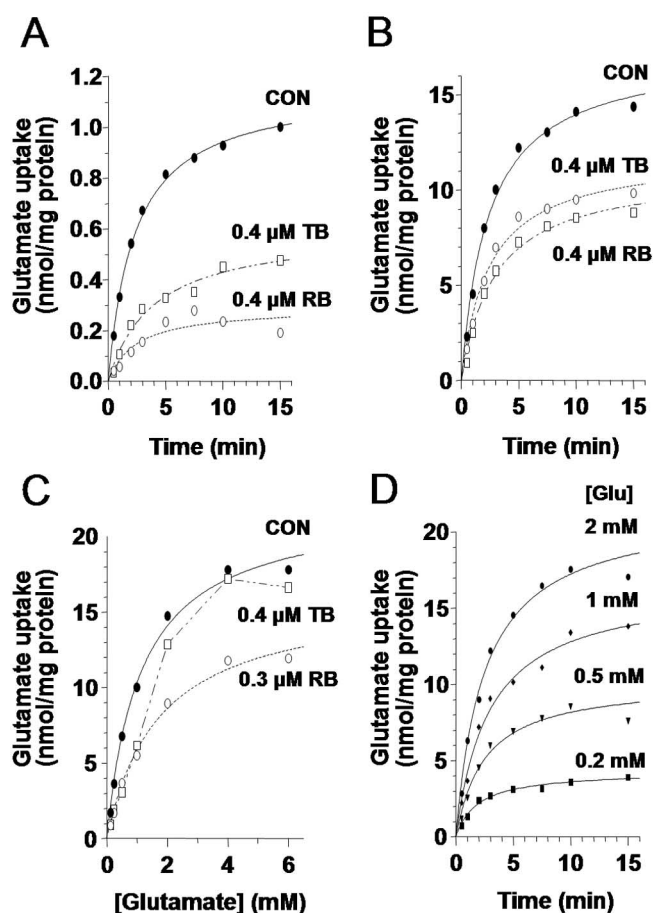 A
Glutamate uptake
(nmol/mg protein)
1.2
1.0
0.8
0.6
0.4
0.2
0.0
CON
0.4 µM TB
0.4 µM RB
0
5
10
15
Time (min)
B
Glutamate uptake
(nmol/mg protein)
15
10
5
0
CON
0.4 µM TB
0.4 µM RB
0
5
10
15
Time (min)
C
Glutamate uptake
(nmol/mg protein)
20
15
10
5
0
CON
0.4 µM TB
0.3 µM RB
0
2
4
6
[Glutamate] (mM)
D
Glutamate uptake
(nmol/mg protein)
20
15
10
5
0
[Glu]
2 mM
1 mM
0.5 mM
0.2 mM
0
5
10
15
Time (min)